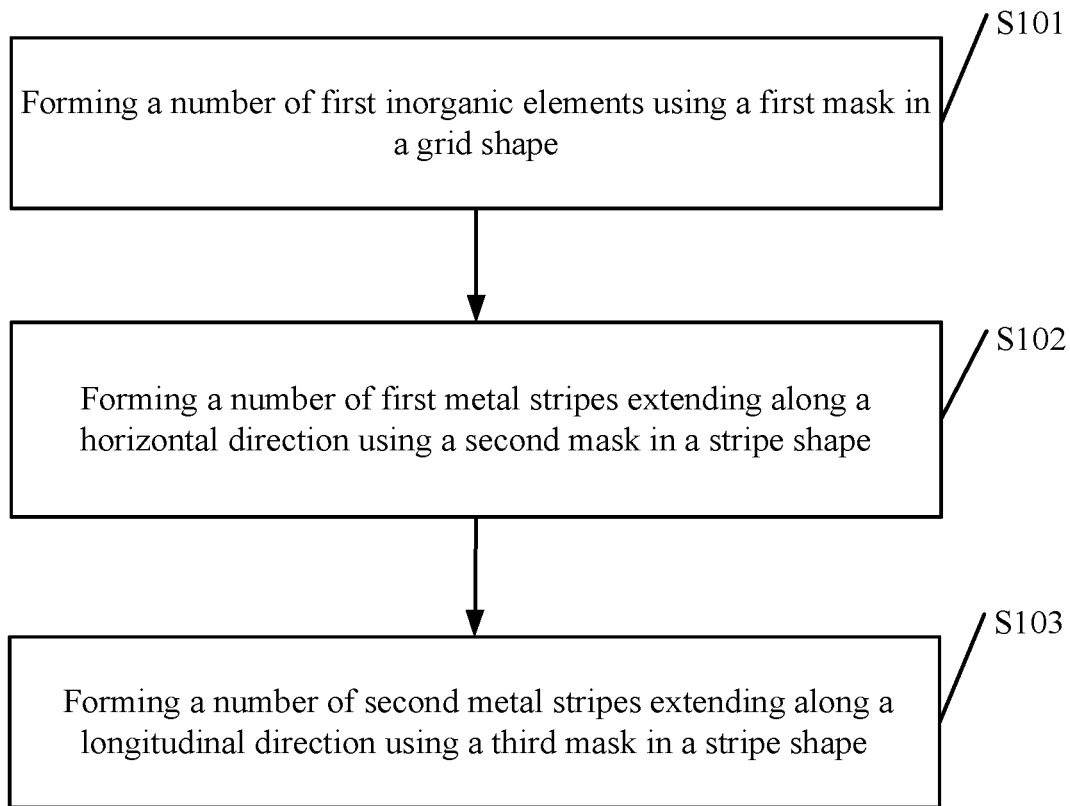 S101
Forming a number of first inorganic elements using a first mask in
a grid shape
S102
Forming a number of first metal stripes extending along a
horizontal direction using a second mask in a stripe shape
S103
Forming a number of second metal stripes extending along a
longitudinal direction using a third mask in a stripe shape